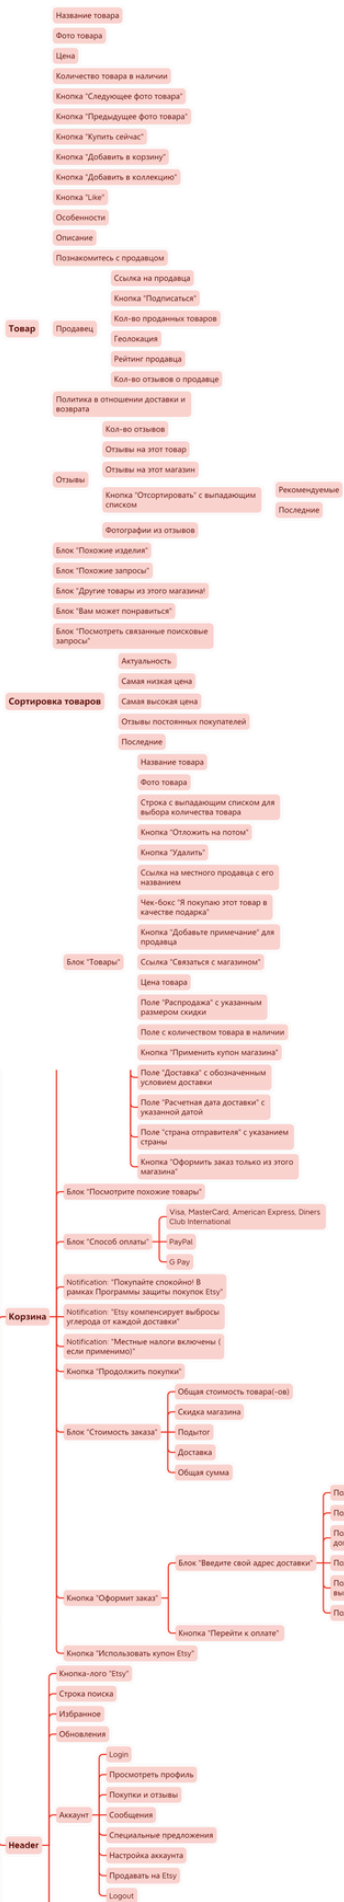 Название товара
Фото товара
Цена
Количество товара в наличии
Кнопка "Следующее фото товара"
Кнопка "Предыдущее фото товара"
Кнопка "Купить сейчас"
Кнопка "Добавить в корзину"
Кнопка "Добавить в коллекцию"
Кнопка "Like"
Особенности
Описание
Познакомитесь с продавцом
Товар
Продавец
Ссылка на продавца
Кнопка "Подписаться"
Кол-во проданных товаров
Геолокация
Рейтинг продавца
Кол-во отзывов о продавце
Политика в отношении доставки и
возврата
Отзывы
Кол-во отзывов
Отзывы на этот товар
Отзывы на этот магазин
Кнопка "Отсортировать" с выпадающим
списком
Рекомендуемые
Последние
Фотографии из отзывов
Блок "Похожие изделия"
Блок "Похожие запросы"
Блок "Другие товары из этого магазина!
Блок "Вам может понравиться"
Блок "Посмотреть связанные поисковые
запросы"
Сортировка товаров
Актуальность
Самая низкая цена
Самая высокая цена
Отзывы постоянных покупателей
Последние
Блок "Товары"
Название товара
Фото товара
Строка с выпадающим списком для
выбора количества товара
Кнопка "Отложить на потом"
Кнопка "Удалить"
Ссылка на местного продавца с его
названием
Чек-бокс "Я покупаю этот товар в
качестве подарка"
Кнопка "Добавьте примечание" для
продавца
Ссылка "Связаться с магазином"
Цена товара
Поле "Распродажа" с указанным
размером скидки
Поле с количеством товара в наличии
Кнопка "Применить купон магазина"
Поле "Доставка" с обозначенным
условием доставки
Поле "Расчетная дата доставки" с
указанной датой
Поле "страна отправителя" с указанием
страны
Кнопка "Оформить заказ только из этого
магазина"
Блок "Посмотрите похожие товары"
Блок "Способ оплаты"
Visa, MasterCard, American Express, Diners
Club International
PayPal
G Pay
Корзина
Notification: "Покупайте спокойно! В
рамках Программы защиты покупок Etsy"
Notification: "Etsy компенсирует выбросы
углерода от каждой доставки"
Notification: "Местные налоги включены (
если применимо)"
Кнопка "Продолжить покупки"
Блок "Стоимость заказа"
Общая стоимость товара(-ов)
Скидка магазина
Подытог
Доставка
Общая сумма
Кнопка "Оформит заказ"
Блок "Введите свой адрес доставки"
По
По
По
до
По
По
вы
По
Кнопка "Перейти к оплате"
Кнопка "Использовать купон Etsy"
Header
Кнопка-лого "Etsy"
Строка поиска
Избранное
Обновления
Аккаунт
Login
Просмотреть профиль
Покупки и отзывы
Сообщения
Специальные предложения
Настройка аккаунта
Продавать на Etsy
Logout